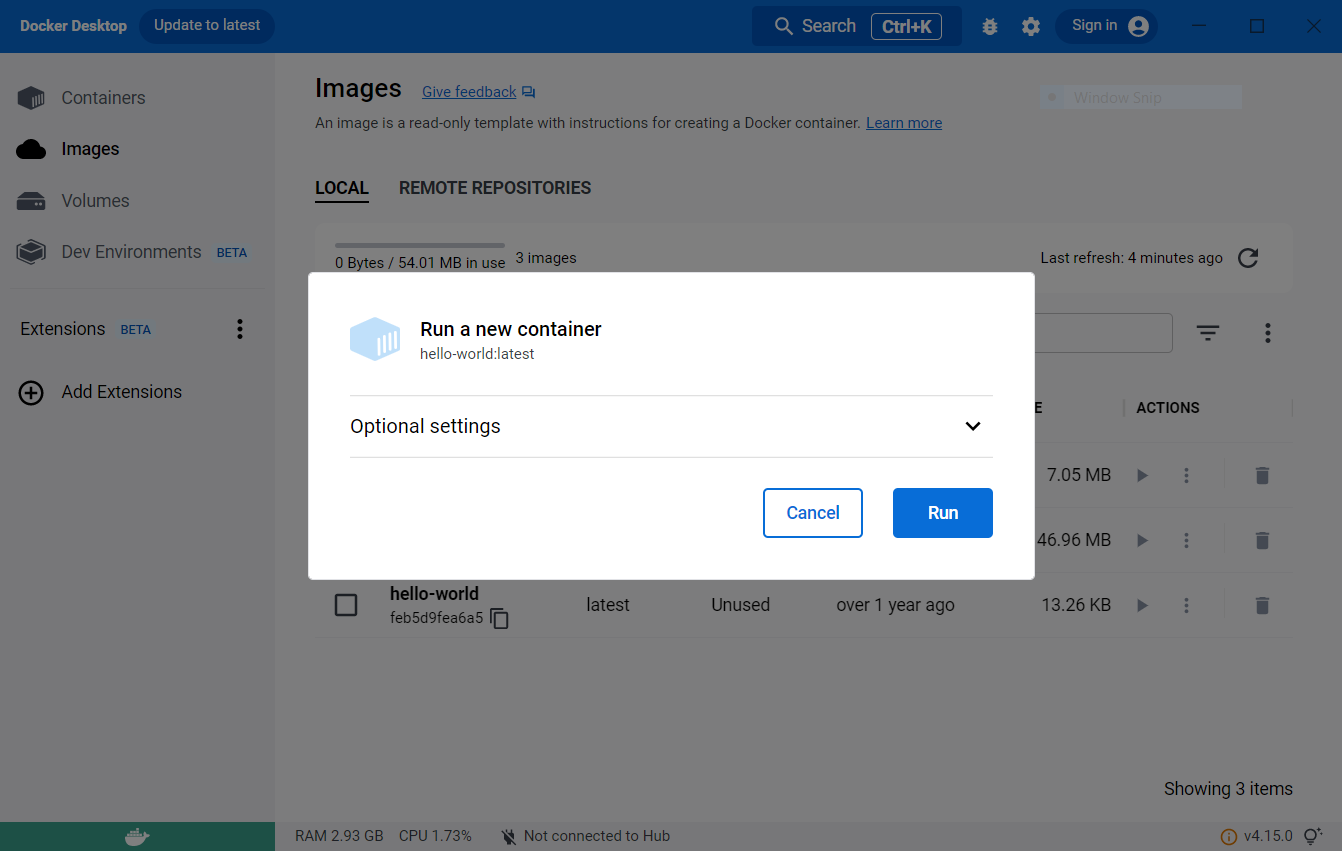 Docker Desktop Update to latest Search Ctrl+K Sign in
Containers
Images
Volumes
Dev Environments BETA
Extensions BETA
Add Extensions
Images Give feedback
Window Snip
An image is a read-only template with instructions for creating a Docker container. Learn more
LOCAL REMOTE REPOSITORIES
0 Bytes / 54.01 MB in use 3 images Last refresh: 4 minutes ago
Run a new container
hello-world:latest
Optional settings
Cancel Run
E ACTIONS
7.05 MB
46.96 MB
hello-world
feb5d9fea6a5 latest Unused over 1 year ago 13.26 KB
Showing 3 items
RAM 2.93 GB CPU 1.73% Not connected to Hub v4.15.0